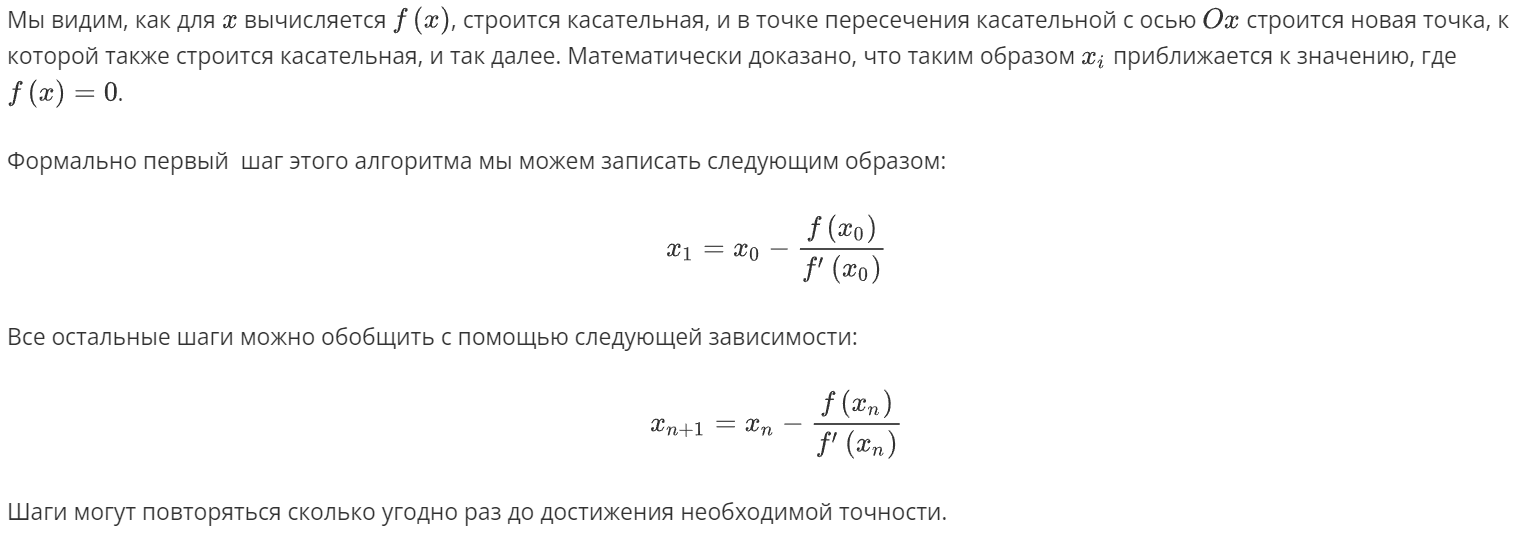 Мы видим, как для x вычисляется f (x), строится касательная, и в точке пересечения касательной с осью Ox строится новая точка, к
которой также строится касательная, и так далее. Математически доказано, что таким образом x_i приближается к значению, где
f (x) = 0.
Формально первый  шаг этого алгоритма мы можем записать следующим образом:
x_1 = x_0 − \frac{f (x_0)}{f′ (x_0)}
Все остальные шаги можно обобщить с помощью следующей зависимости:
x_{n+1} = x_n − \frac{f (x_n)}{f′ (x_n)}
Шаги могут повторяться сколько угодно раз до достижения необходимой точности.